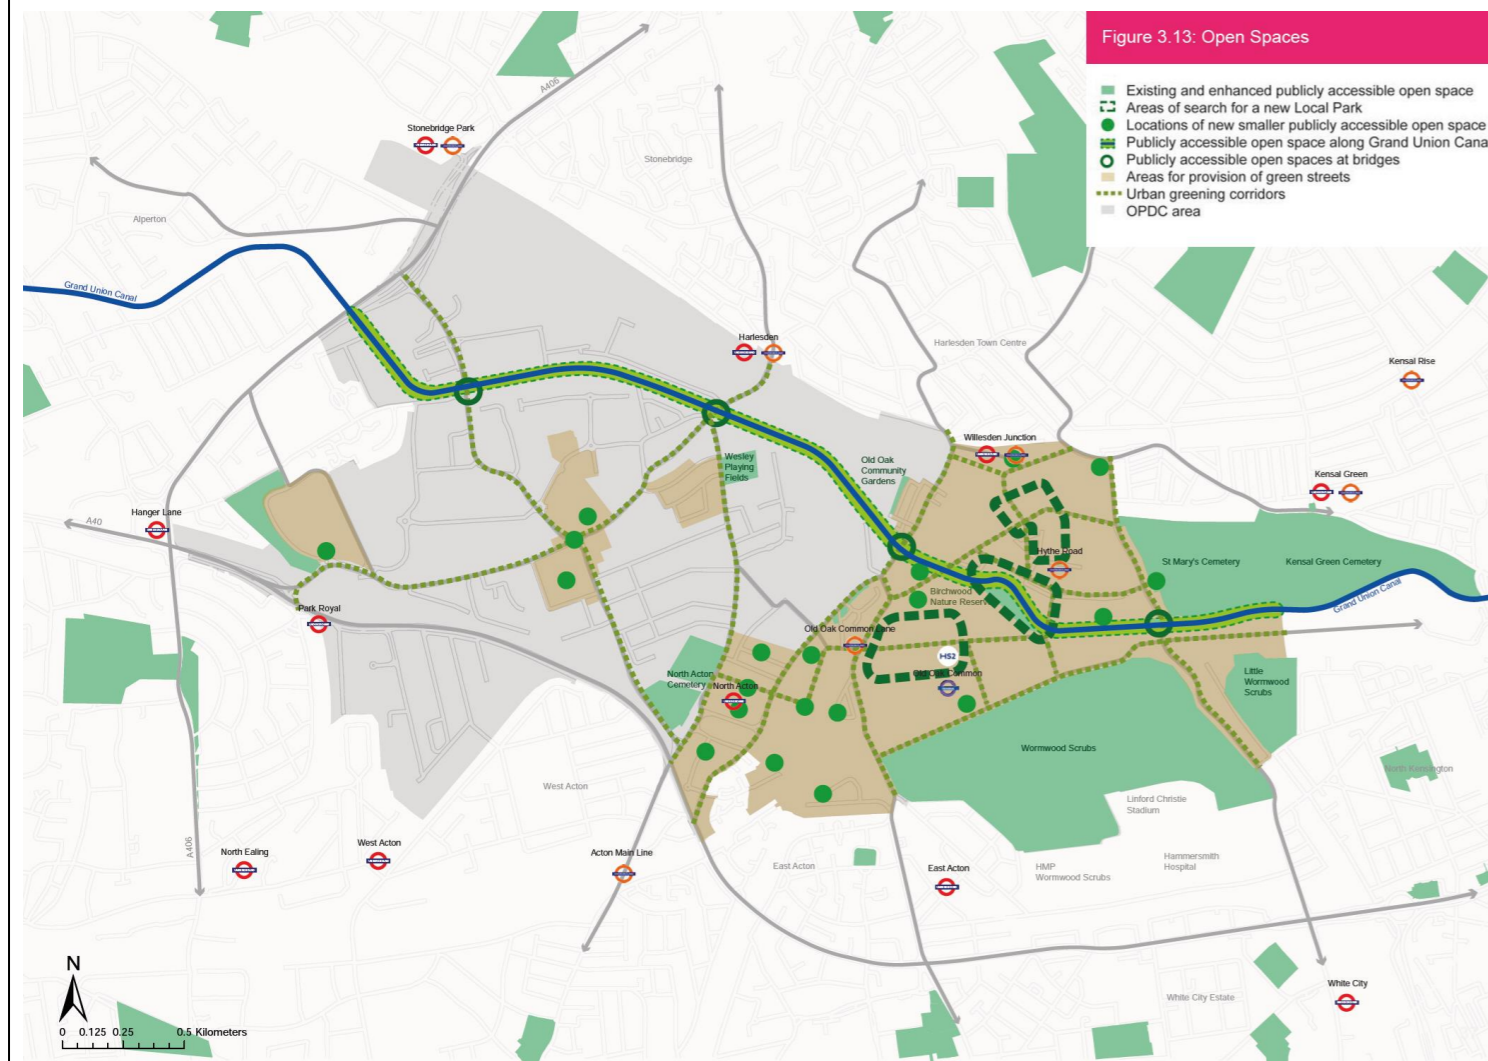 Figure 3.13: Open Spaces
Existing and enhanced publicly accessible open space
Areas of search for a new Local Park
Locations of new smaller publicly accessible open space
Publicly accessible open space along Grand Union Cana
Publicly accessible open spaces at bridges
Areas for provision of green streets
Urban greening corridors
OPDC area
A406
Stonebridge Park
Stonebridge
Alperton
Grand Union Canal
Harlesden
Harlesden Town Centre
Kensal Rise
Willesden Junction
Wesley
Playing
Fields
Old Oak
Community
Gardens
Kensal Green
Hanger Lane
A40
Hythe Road
St Mary's Cemetery
Kensal Green Cemetery
Birchwood
Nature Reserve
Grand Union Canal
Park Royal
Old Oak Common Lane
HS2
Old Oak Common
North Acton
Cemetery
North Acton
Little
Wormwood
Scrubs
Wormwood Scrubs
North Kensington
West Acton
Linford Christie
Stadium
A406
North Ealing
West Acton
Acton Main Line
East Acton
East Acton
HMP
Wormwood Scrubs
Hammersmith
Hospital
White City
White City Estate
N
0 0.125 0.25 0.5 Kilometers